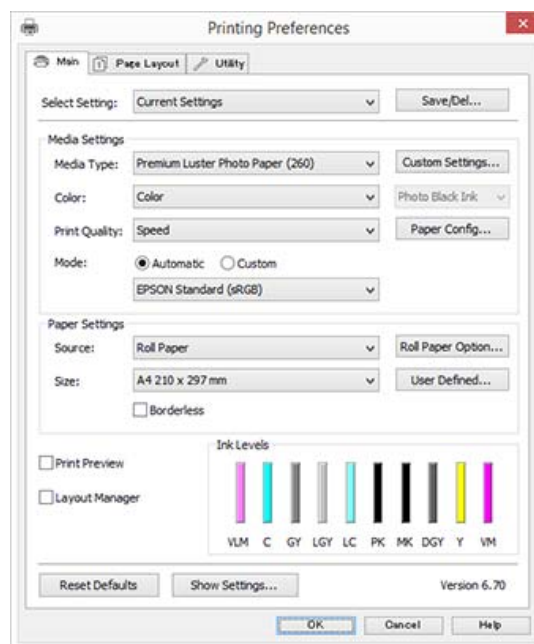 Printing Preferences
Main Page Layout Utility
Select Setting: Current Settings Save/Del...
Media Settings
Media Type: Premium Luster Photo Paper (260) Custom Settings...
Color: Color Photo Black Ink
Print Quality: Speed Paper Config...
Mode: Automatic Custom
EPSON Standard (sRGB)
Paper Settings
Source: Roll Paper Roll Paper Option...
Size: A4 210 x 297 mm User Defined...
Borderless
Ink Levels
Print Preview
Layout Manager
VLM C GY LGY LC PK MK DGY Y VM
Reset Defaults Show Settings... Version 6.70
OK Cancel Help